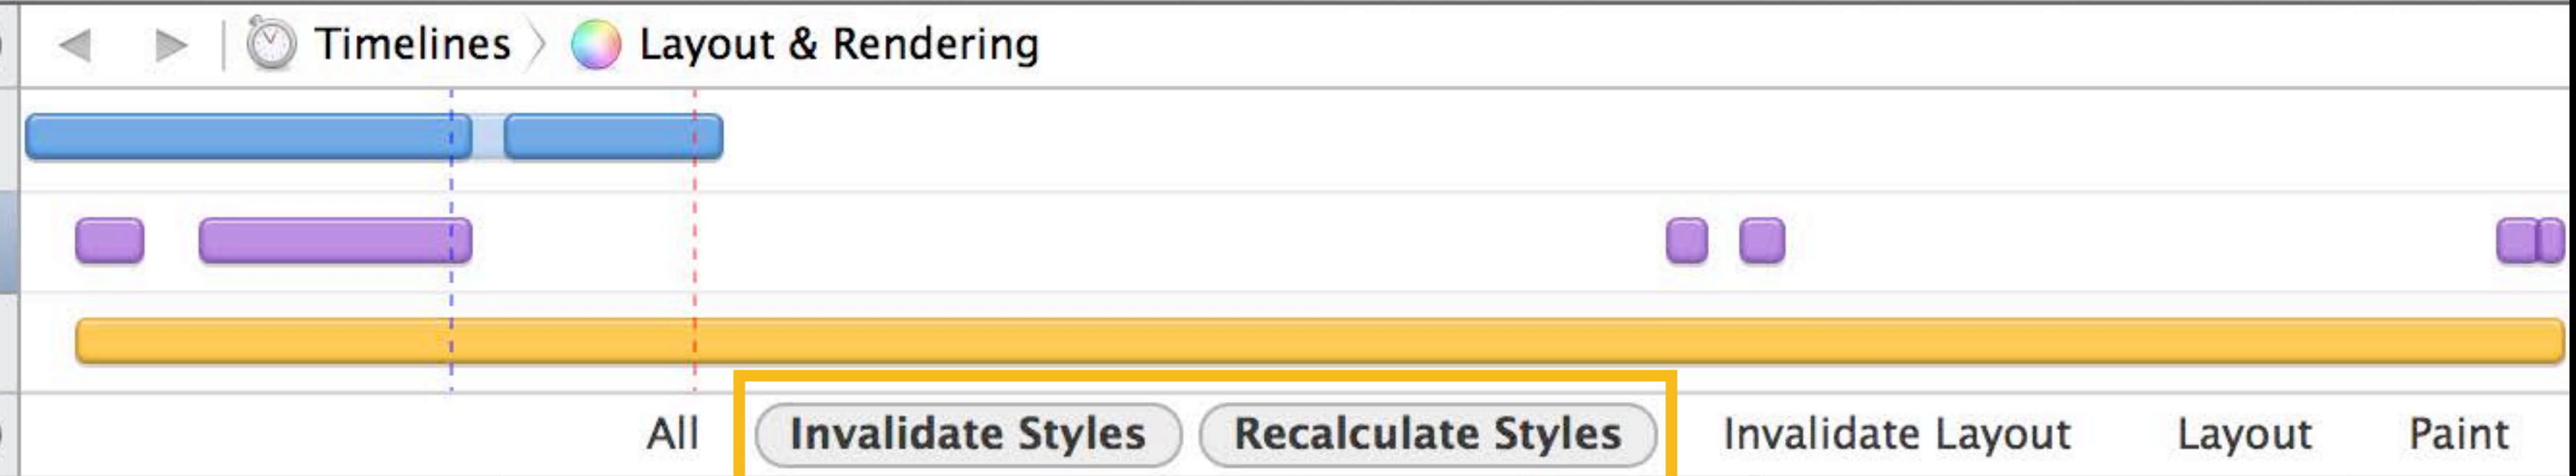 Timelines Layout & Rendering
All Invalidate Styles Recalculate Styles Invalidate Layout Layout Paint